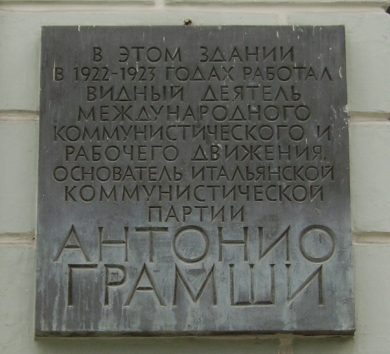 В ЭТОМ ЗДАНИИ
В 1922-1923 ГОДАХ РАБОТАЛ
ВИДНЫЙ ДЕЯТЕЛЬ
МЕЖДУНАРОДНОГО
КОММУНИСТИЧЕСКОГО И
РАБОЧЕГО ДВИЖЕНИЯ,
ОСНОВАТЕЛЬ ИТАЛЬЯНСКОЙ
КОММУНИСТИЧЕСКОЙ
ПАРТИИ
АНТОНИО
ГРАМШИ